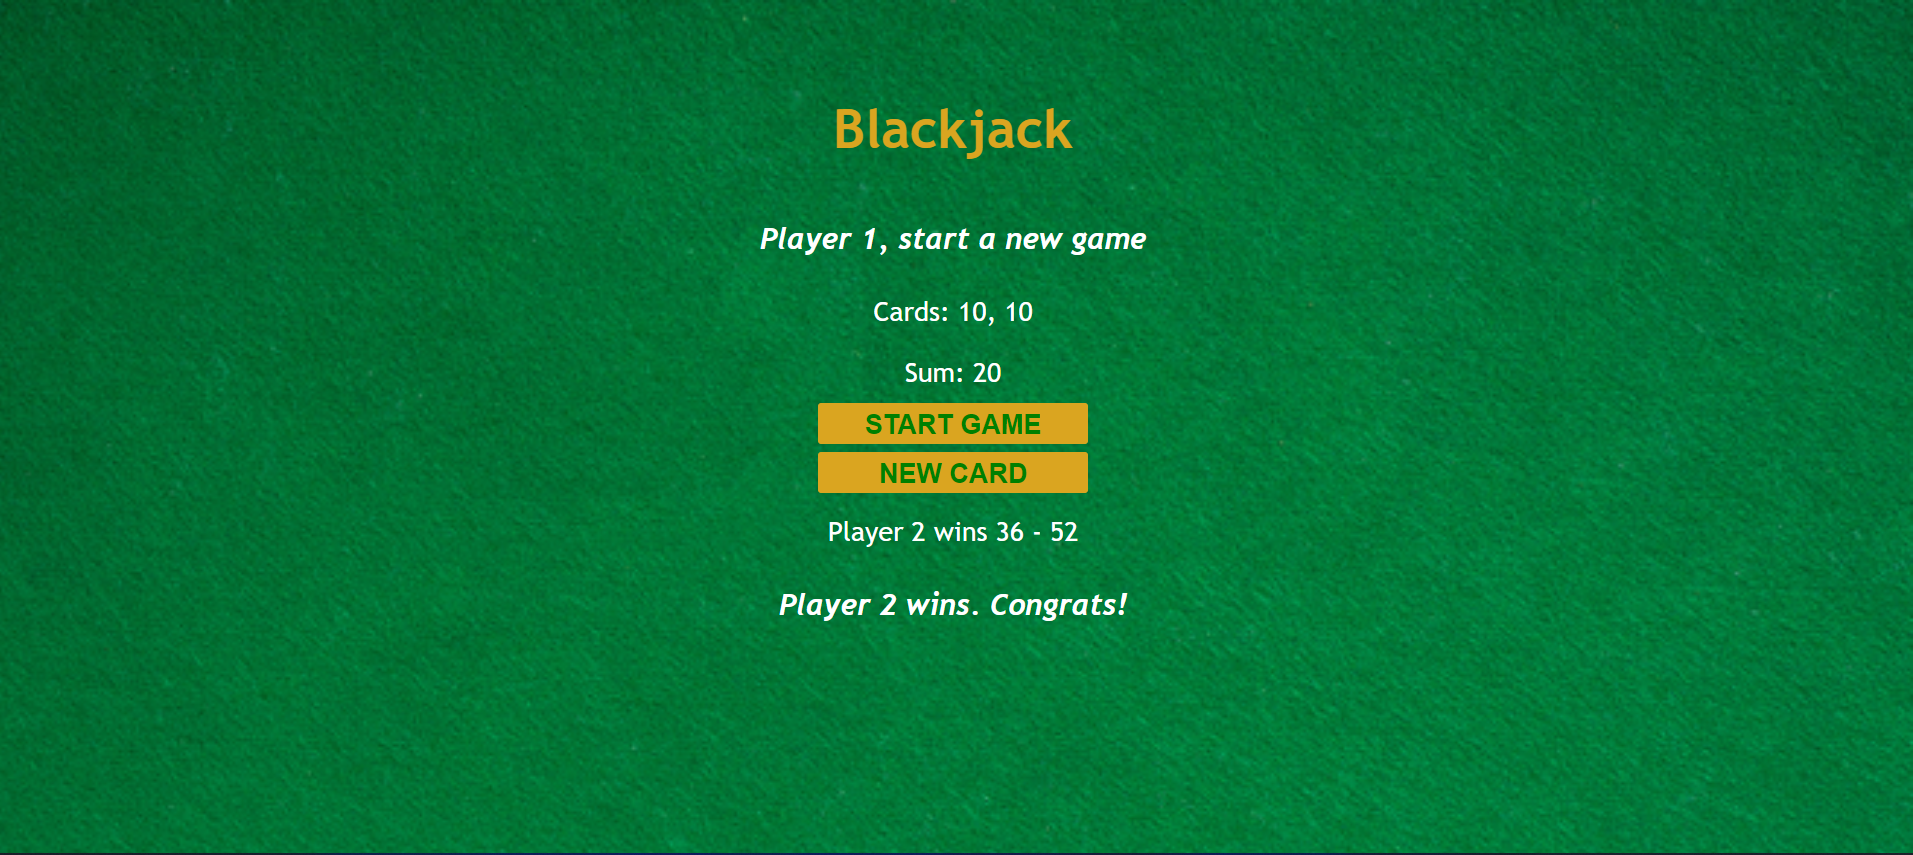 Blackjack
Player 1, start a new game
Cards: 10, 10
Sum: 20
START GAME
NEW CARD
Player 2 wins 36 - 52
Player 2 wins. Congrats!